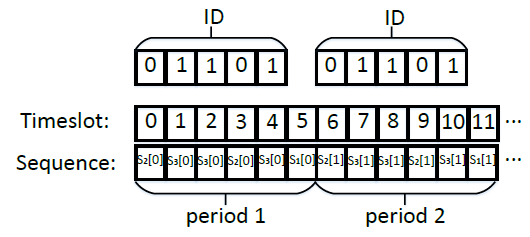 ID ID
0 1 1 0 1 0 1 1 0 1
Timeslot: 0 1 2 3 4 5 6 7 8 9 10 11 ...
Sequence: S₂[0] S₃[0] S₃[0] S₂[0] S₃[0] S₁[0] S₂[1] S₃[1] S₃[1] S₂[1] S₃[1] S₁[1] ...
period 1 period 2